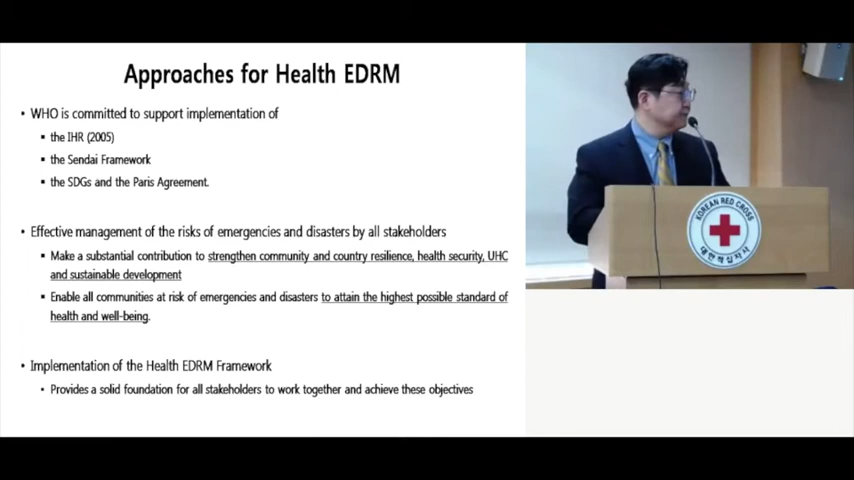 Approaches for Health EDRM
• WHO is committed to support implementation of
▪ the IHR (2005)
▪ the Sendai Framework
▪ the SDGs and the Paris Agreement.
• Effective management of the risks of emergencies and disasters by all stakeholders
▪ Make a substantial contribution to strengthen community and country resilience, health security, UHC
and sustainable development
▪ Enable all communities at risk of emergencies and disasters to attain the highest possible standard of
health and well-being.
• Implementation of the Health EDRM Framework
• Provides a solid foundation for all stakeholders to work together and achieve these objectives
KOREAN RED CROSS
대한적십자사